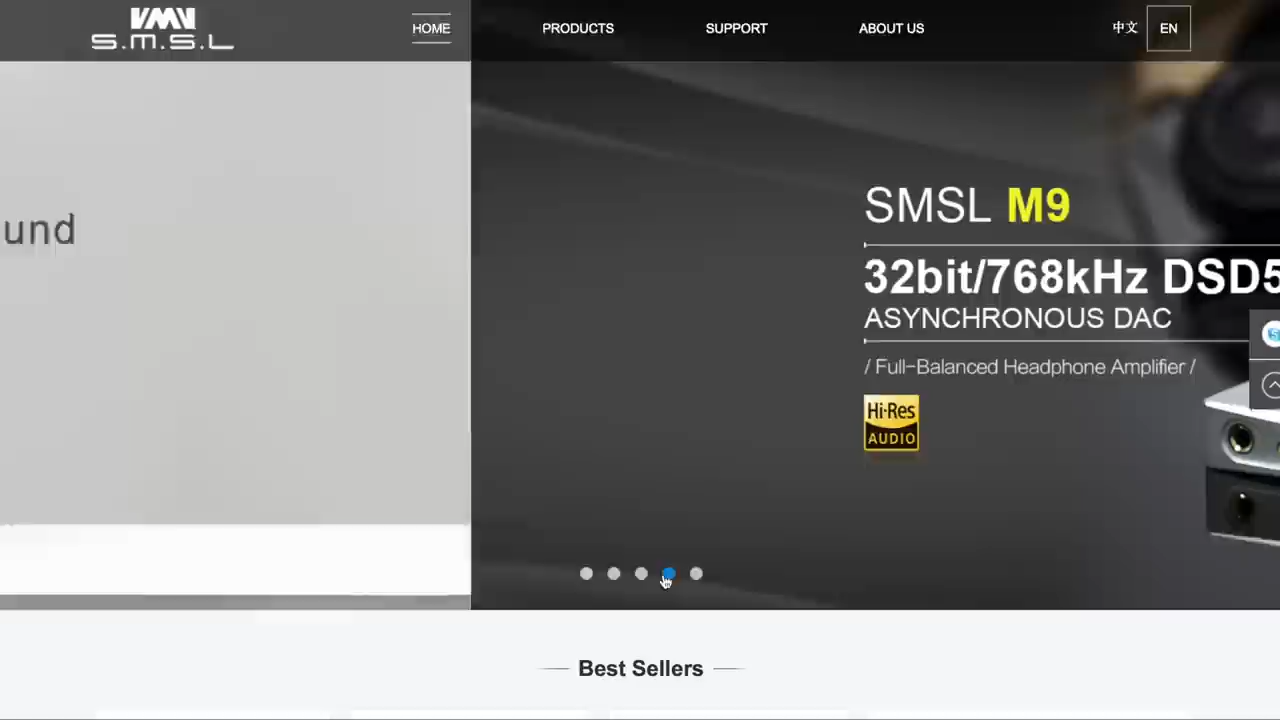 S.M.S.L
HOME
PRODUCTS
SUPPORT
ABOUT US
中文
EN
und
SMSL M9
32bit/768kHz DSD5
ASYNCHRONOUS DAC
/ Full-Balanced Headphone Amplifier /
Hi-Res
AUDIO
Best Sellers